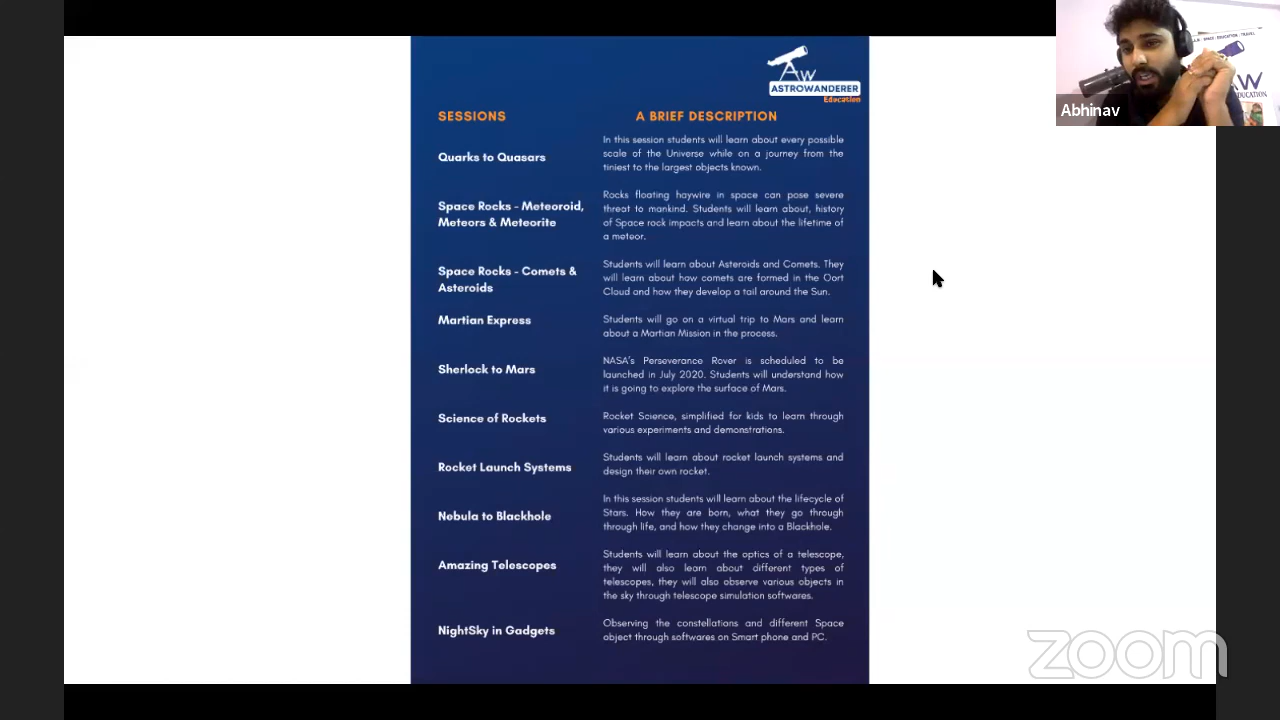 AW
ASTROWANDERER
Education
SESSIONS
A BRIEF DESCRIPTION
Quarks to Quasars
In this session students will learn about every possible
scale of the Universe while on a journey from the
tiniest to the largest objects known.
Space Rocks - Meteoroid,
Meteors & Meteorite
Rocks floating haywire in space can pose severe
threat to mankind. Students will learn about, history
of Space rock impacts and learn about the lifetime of
a meteor.
Space Rocks - Comets &
Asteroids
Students will learn about Asteroids and Comets. They
will learn about how comets are formed in the Oort
Cloud and how they develop a tail around the Sun.
Martian Express
Students will go on a virtual trip to Mars and learn
about a Martian Mission in the process.
Sherlock to Mars
NASA's Perseverance Rover is scheduled to be
launched in July 2020. Students will understand how
it is going to explore the surface of Mars.
Science of Rockets
Rocket Science, simplified for kids to learn through
various experiments and demonstrations.
Rocket Launch Systems
Students will learn about rocket launch systems and
design their own rocket.
Nebula to Blackhole
In this session students will learn about the lifecycle of
Stars. How they are born, what they go through
through life, and how they change into a Blackhole.
Amazing Telescopes
Students will learn about the optics of a telescope,
they will also learn about different types of
telescopes, they will also observe various objects in
the sky through telescope simulation softwares.
NightSky in Gadgets
Observing the constellations and different Space
object through softwares on Smart phone and PC.
SPACE · EDUCATION · TRAVEL
AW
EDUCATION
Abhinav
zoom